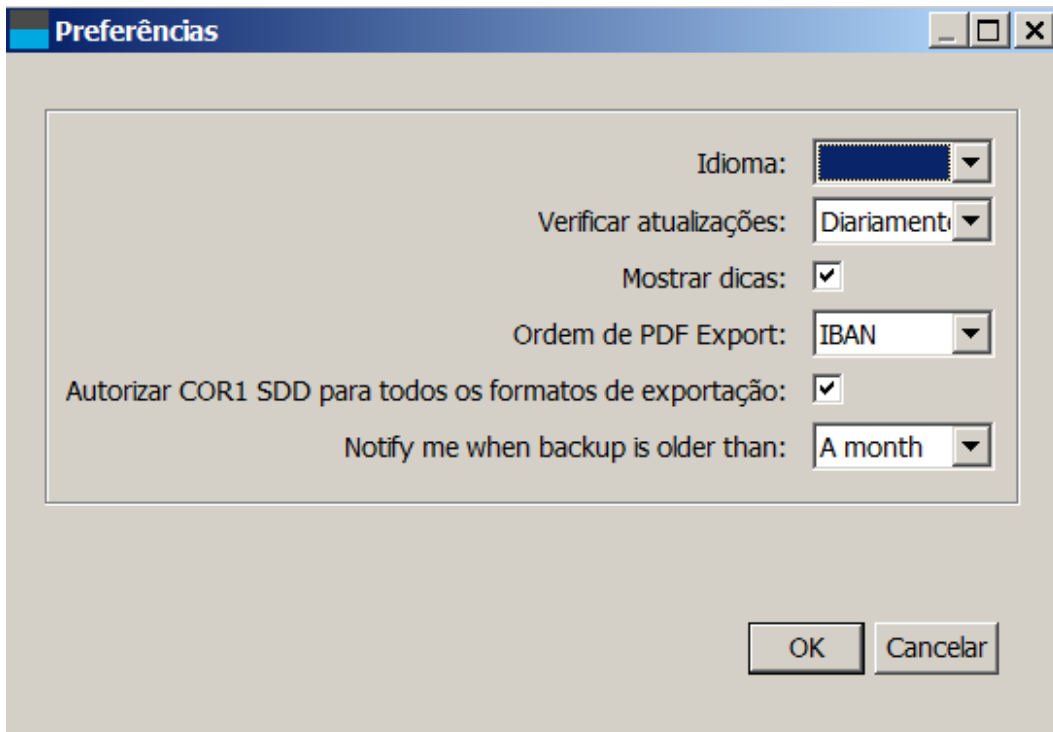 Preferências
Idioma:
Verificar atualizações: Diariamente
Mostrar dicas:
Ordem de PDF Export: IBAN
Autorizar COR1 SDD para todos os formatos de exportação:
Notify me when backup is older than: A month
OK Cancelar